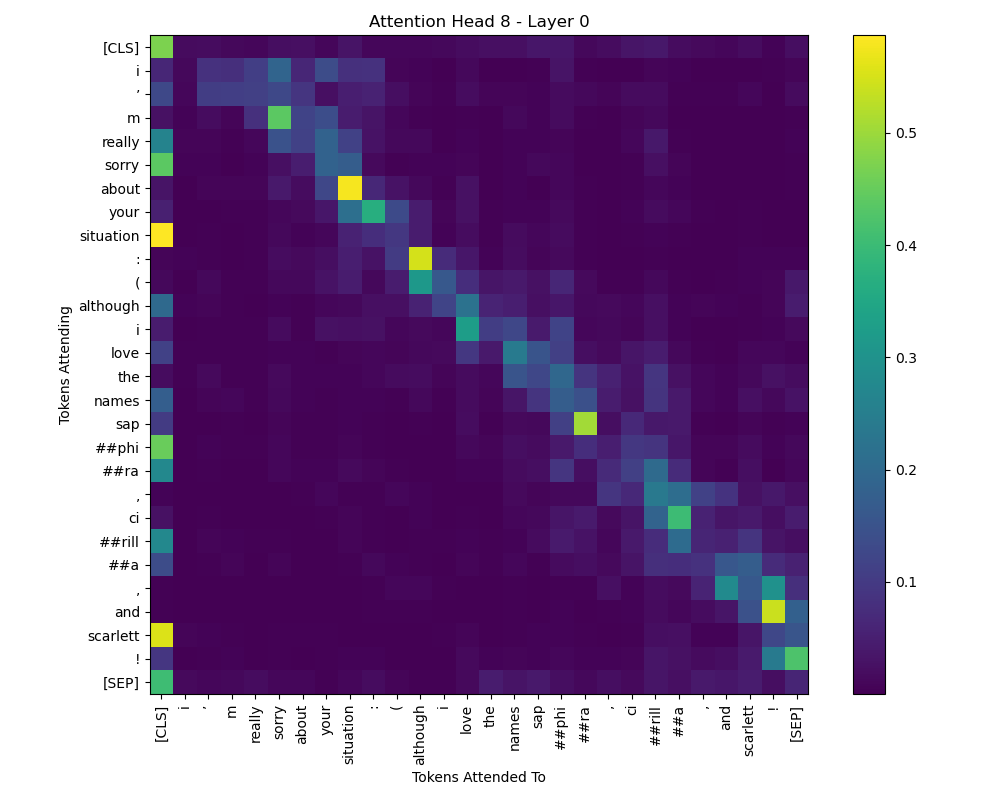 Attention Head 8 - Layer 0
[CLS]
i
'
m
really
sorry
about
your
situation
:
(
although
i
love
the
names
sap
##phi
##ra
,
ci
##rill
##a
,
and
scarlett
!
[SEP]
Tokens Attending
[CLS]
i
'
m
really
sorry
about
your
situation
:
(
although
i
love
the
names
sap
##phi
##ra
,
ci
##rill
##a
,
and
scarlett
!
[SEP]
Tokens Attended To
0.5
0.4
0.3
0.2
0.1